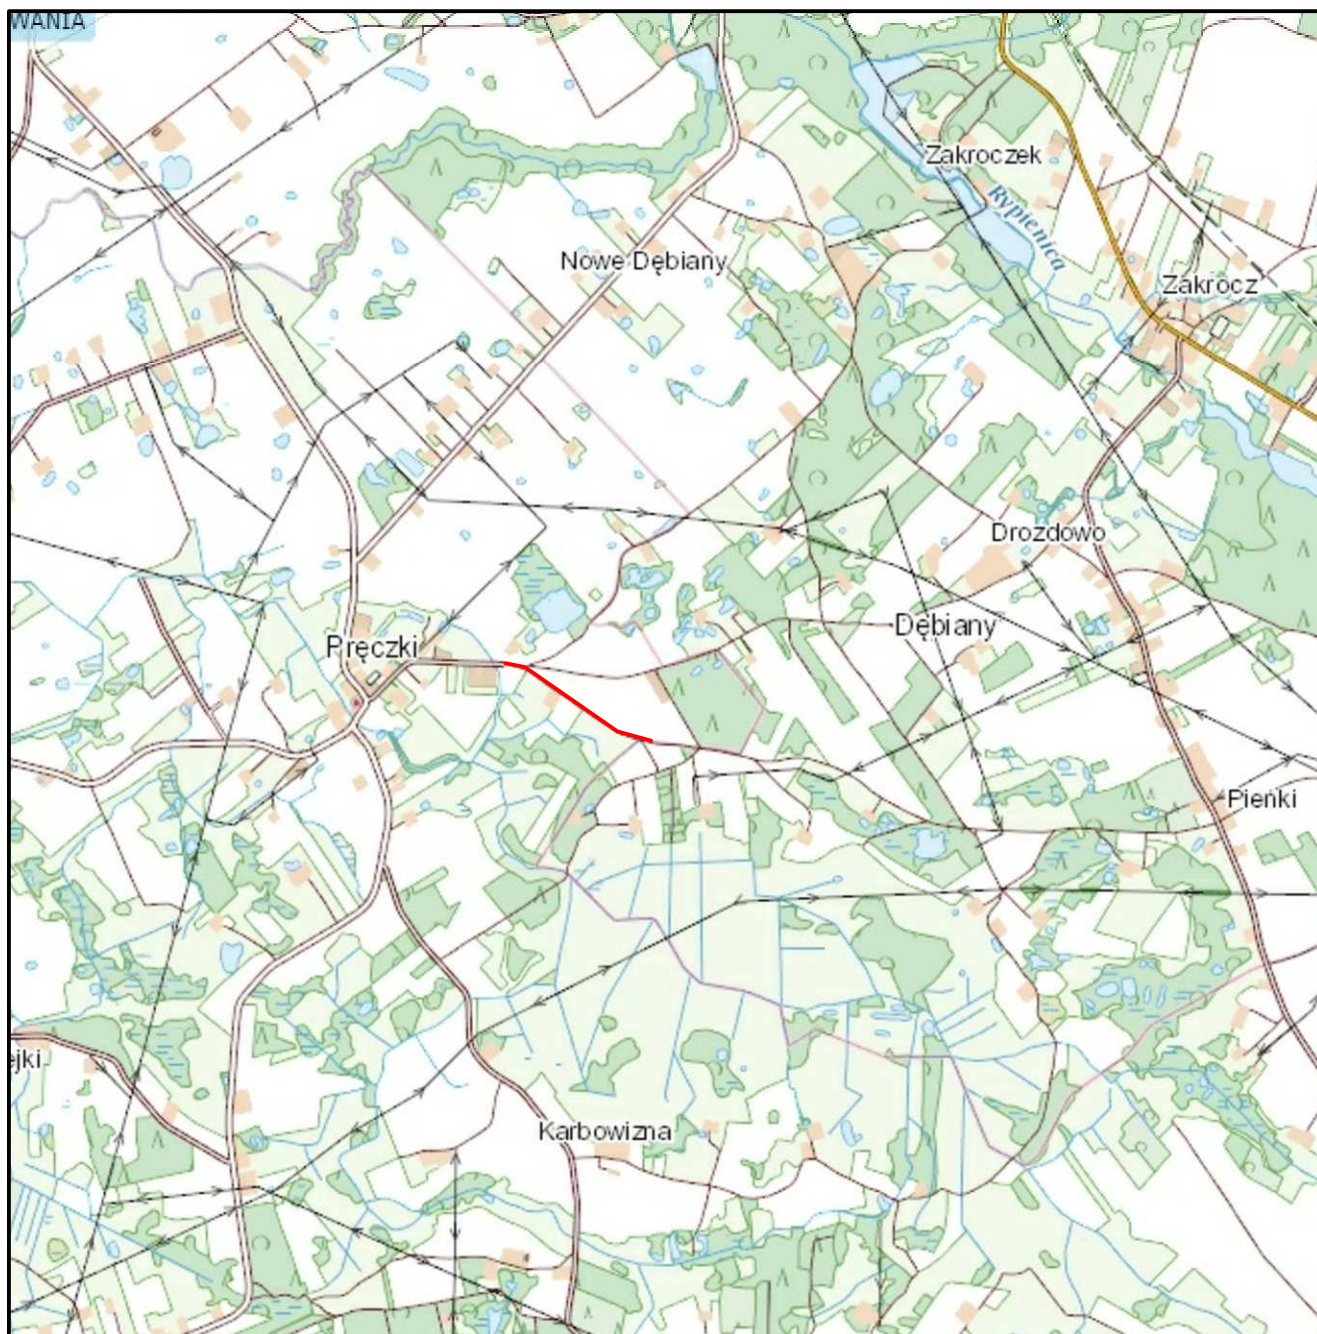 WANIA
Zakroczek
Rypienica
Nowe Dębiany
Zakrocz
Drozdowo
Dębiany
Pręczki
Pieńki
ejki
Karbowizna